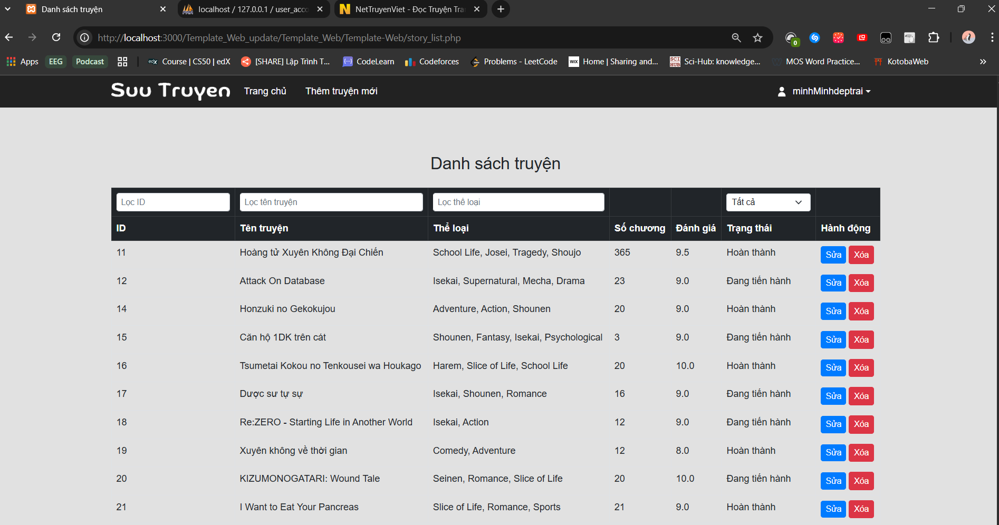 Danh sách truyện
localhost / 127.0.0.1 / user_acco
NetTruyenViet - Đọc Truyện Tra
http://localhost:3000/Template_Web_update/Template_Web/Template-Web/story_list.php
0
Apps EEG Podcast edX Course | CS50 | edX [SHARE] Lập Trình T... CodeLearn Codeforces Problems - LeetCode WIX Home | Sharing and... SCI HUB Sci-Hub: knowledge... MOS Word Practice... KotobaWeb
Suu Truyen Trang chủ Thêm truyện mới minhMinhdeptrai
Danh sách truyện
Lọc ID Lọc tên truyện Lọc thể loại Tất cả
ID Tên truyện Thể loại Số chương Đánh giá Trạng thái Hành động
11 Hoàng tử Xuyên Không Đại Chiến School Life, Josei, Tragedy, Shoujo 365 9.5 Hoàn thành Sửa Xóa
12 Attack On Database Isekai, Supernatural, Mecha, Drama 23 9.0 Đang tiến hành Sửa Xóa
14 Honzuki no Gekokujou Adventure, Action, Shounen 20 9.0 Hoàn thành Sửa Xóa
15 Căn hộ 1DK trên cát Shounen, Fantasy, Isekai, Psychological 3 9.0 Đang tiến hành Sửa Xóa
16 Tsumetai Kokou no Tenkousei wa Houkago Harem, Slice of Life, School Life 20 10.0 Hoàn thành Sửa Xóa
17 Dược sư tự sự Isekai, Shounen, Romance 16 9.0 Đang tiến hành Sửa Xóa
18 Re:ZERO - Starting Life in Another World Isekai, Action 12 9.0 Đang tiến hành Sửa Xóa
19 Xuyên không về thời gian Comedy, Adventure 12 8.0 Hoàn thành Sửa Xóa
20 KIZUMONOGATARI: Wound Tale Seinen, Romance, Slice of Life 20 10.0 Đang tiến hành Sửa Xóa
21 I Want to Eat Your Pancreas Slice of Life, Romance, Sports 21 9.0 Hoàn thành Sửa Xóa